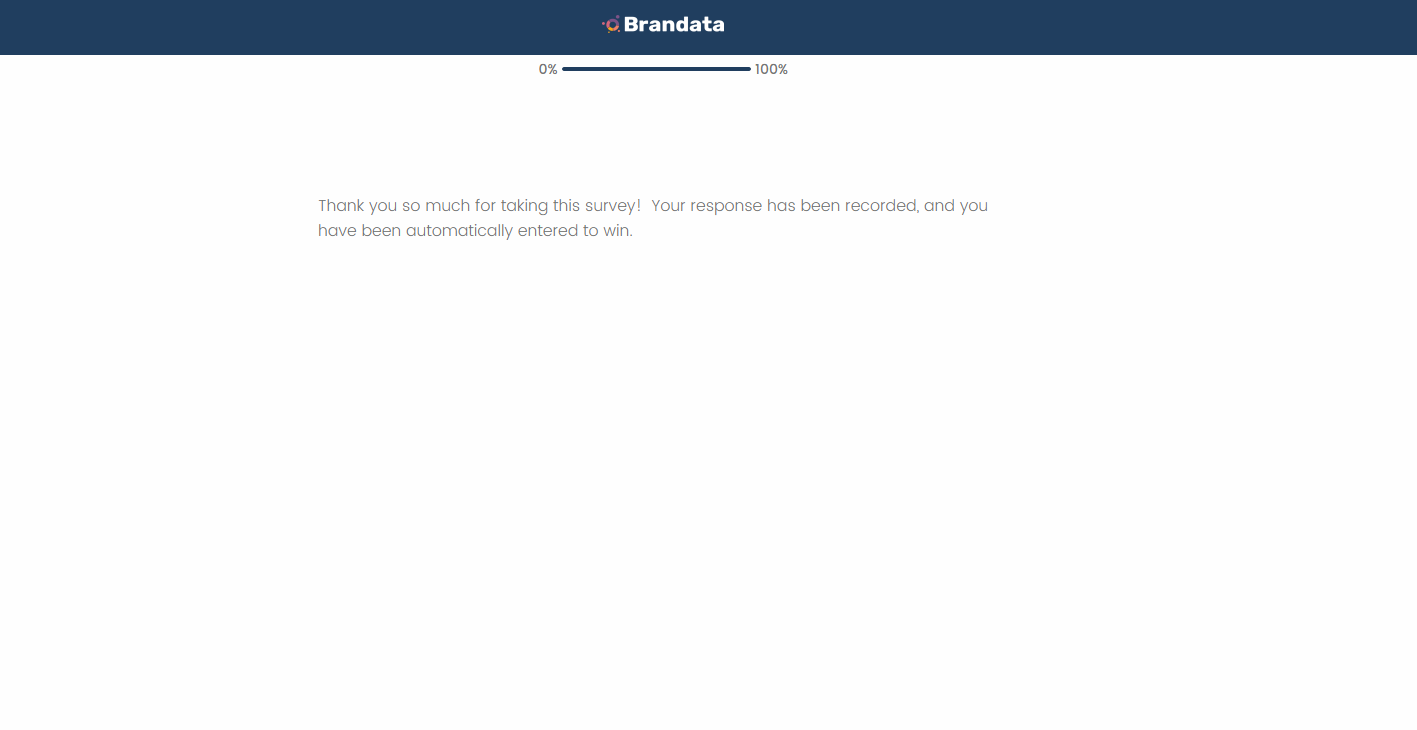 Brandata
0% 100%
Thank you so much for taking this survey!  Your response has been recorded, and you
have been automatically entered to win.